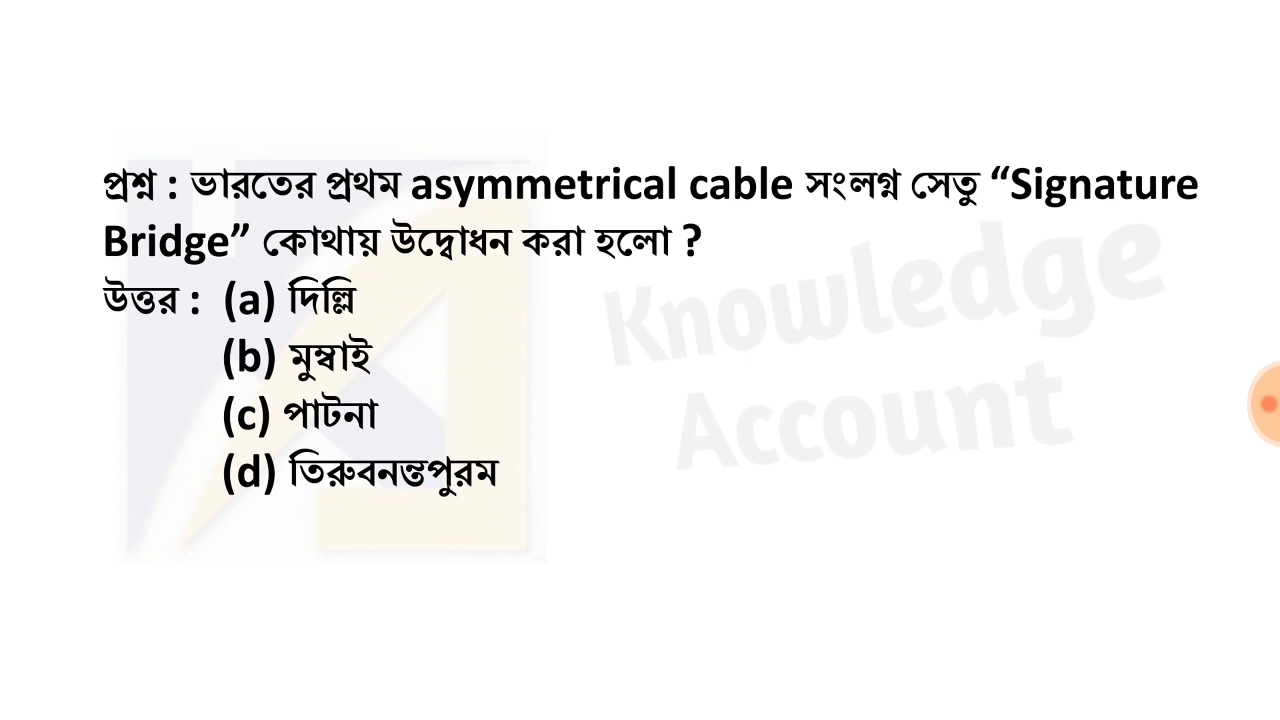 প্রশ্ন : ভারতের প্রথম asymmetrical cable সংলগ্ন সেতু “Signature
Bridge” কোথায় উদ্বোধন করা হলো ?
উত্তর : (a) দিল্লি
(b) মুম্বাই
(c) পাটনা
(d) তিরুবনন্তপুরম
Knowledge
Account